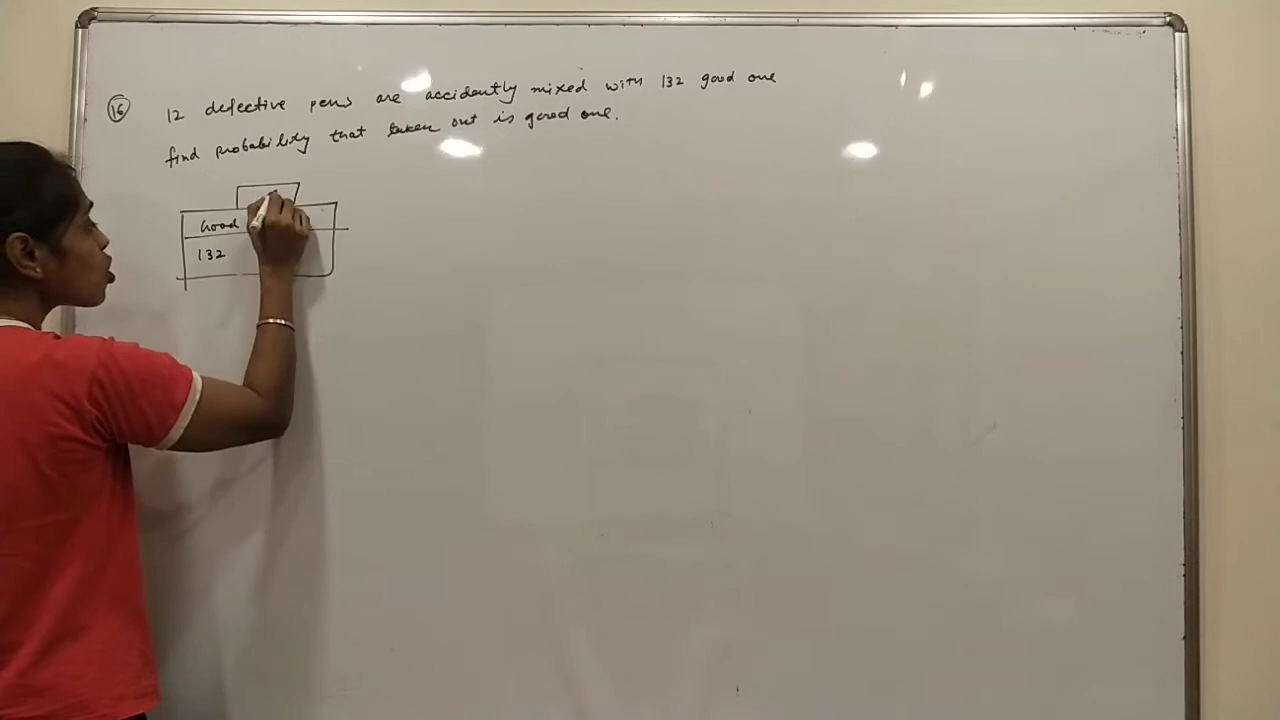 16 12 defective pens are accidently mixed with 132 good one
find probability that taken out is good one.
Good
132